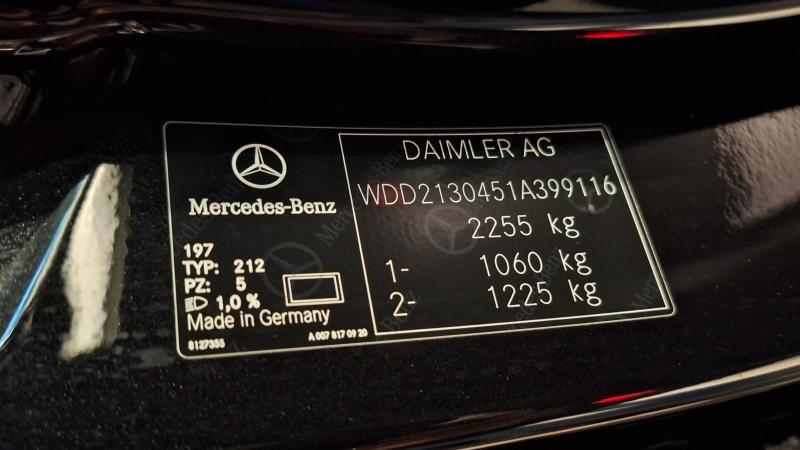 Mercedes-Benz
197
TYP: 212
PZ: 5
1,0 %
Made in Germany
8127355
A 007 817 09 20
DAIMLER AG
WDD2130451A399116
2255 kg
1- 1060 kg
2- 1225 kg